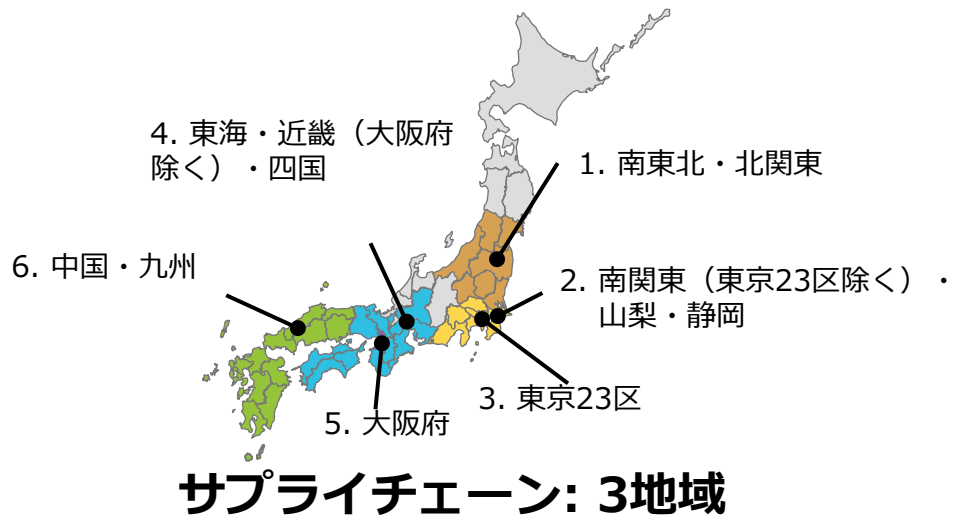 4. 東海・近畿（大阪府
除く）・四国
1. 南東北・北関東
6. 中国・九州
2. 南関東（東京23区除く）・
山梨・静岡
3. 東京23区
5. 大阪府
サプライチェーン: 3地域